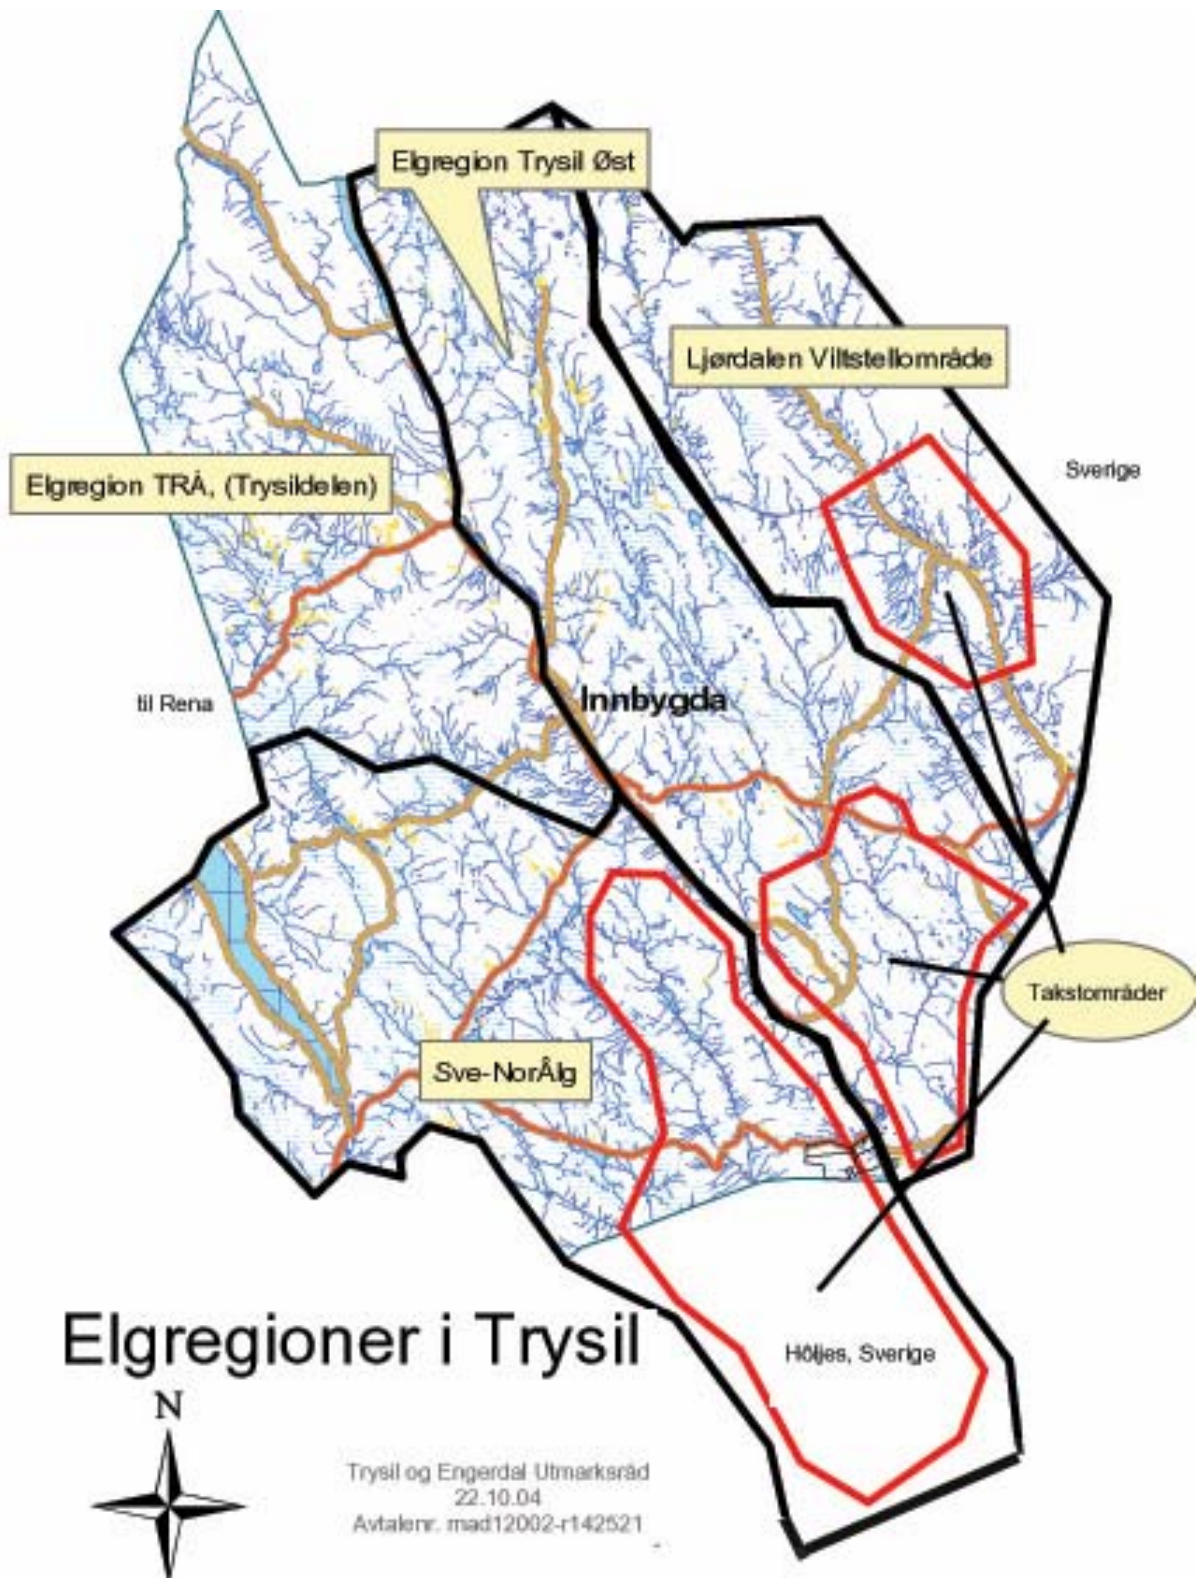 Elgregion Trysil Øst
Ljørdalen Viltstellområde
Elgregion TRÅ, (Trysildelen)
Sverige
til Rena
Innbygda
Takstområder
Sve-NorÄlg
Höljes, Sverige
Elgregioner i Trysil
N
Trysil og Engerdal Utmarksråd
22.10.04
Avtalenr. mad12002-r142521